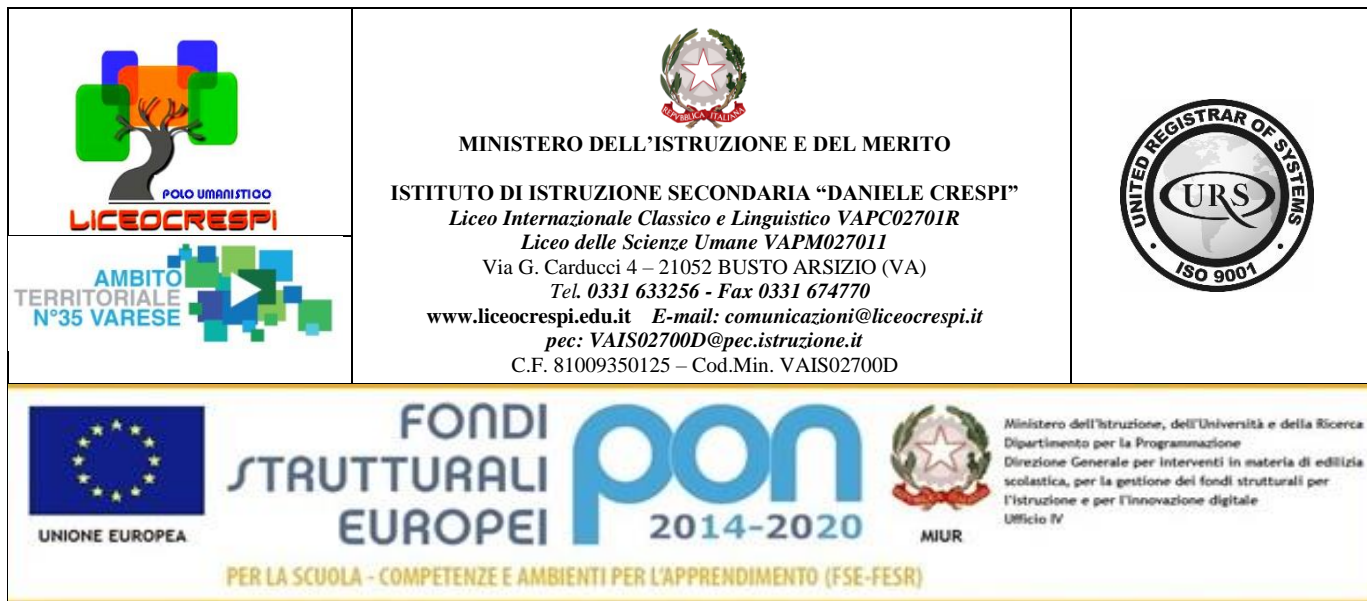 POLO UMANISTICO
LICEOCRESPI
AMBITO
TERRITORIALE
N°35 VARESE
REPVBBLICA ITALIANA
MINISTERO DELL’ISTRUZIONE E DEL MERITO
ISTITUTO DI ISTRUZIONE SECONDARIA “DANIELE CRESPI”
Liceo Internazionale Classico e Linguistico VAPC02701R
Liceo delle Scienze Umane VAPM027011
Via G. Carducci 4 – 21052 BUSTO ARSIZIO (VA)
Tel. 0331 633256 - Fax 0331 674770
www.liceocrespi.edu.it E-mail: comunicazioni@liceocrespi.it
pec: VAIS02700D@pec.istruzione.it
C.F. 81009350125 – Cod.Min. VAIS02700D
UNITED REGISTRAR OF SYSTEMS
URS
ISO 9001
UNIONE EUROPEA
FONDI
STRUTTURALI
EUROPEI
pon
2014-2020
MIUR
Ministero dell'Istruzione, dell'Università e della Ricerca
Dipartimento per la Programmazione
Direzione Generale per interventi in materia di edilizia
scolastica, per la gestione dei fondi strutturali per
l'istruzione e per l'innovazione digitale
Ufficio IV
PER LA SCUOLA - COMPETENZE E AMBIENTI PER L'APPRENDIMENTO (FSE-FESR)